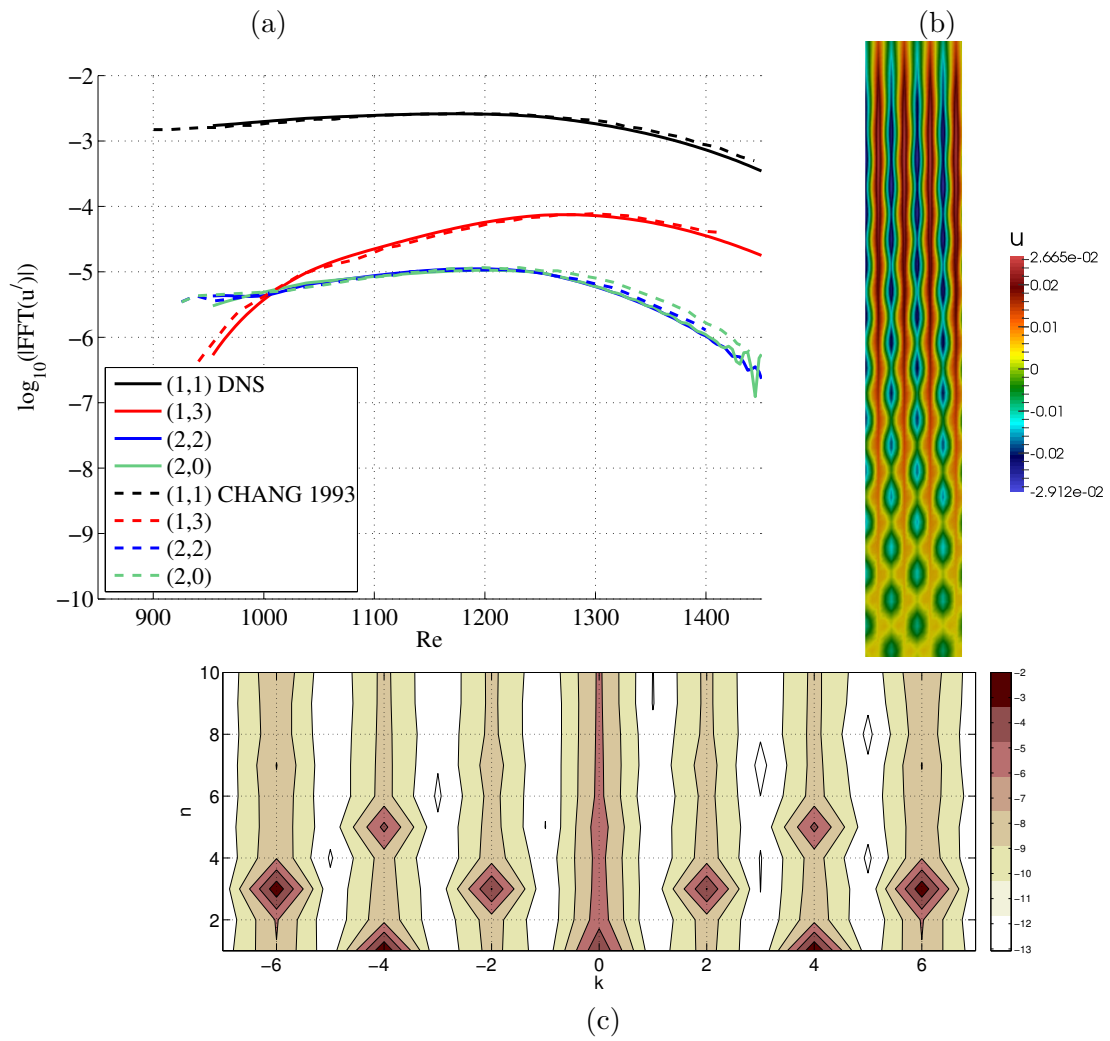 (a)
(b)
−2
−3
−4
−5
−6
−7
−8
−9
−10
log10(|FFT(u′)|)
(1,1) DNS
(1,3)
(2,2)
(2,0)
(1,1) CHANG 1993
(1,3)
(2,2)
(2,0)
900 1000 1100 1200 1300 1400
Re
u
2.665e-02
0.02
0.01
0
-0.01
-0.02
-2.912e-02
10
8
6
4
2
n
−6 −4 −2 0 2 4 6
k
−2
−3
−4
−5
−6
−7
−8
−9
−10
−11
−12
−13
(c)